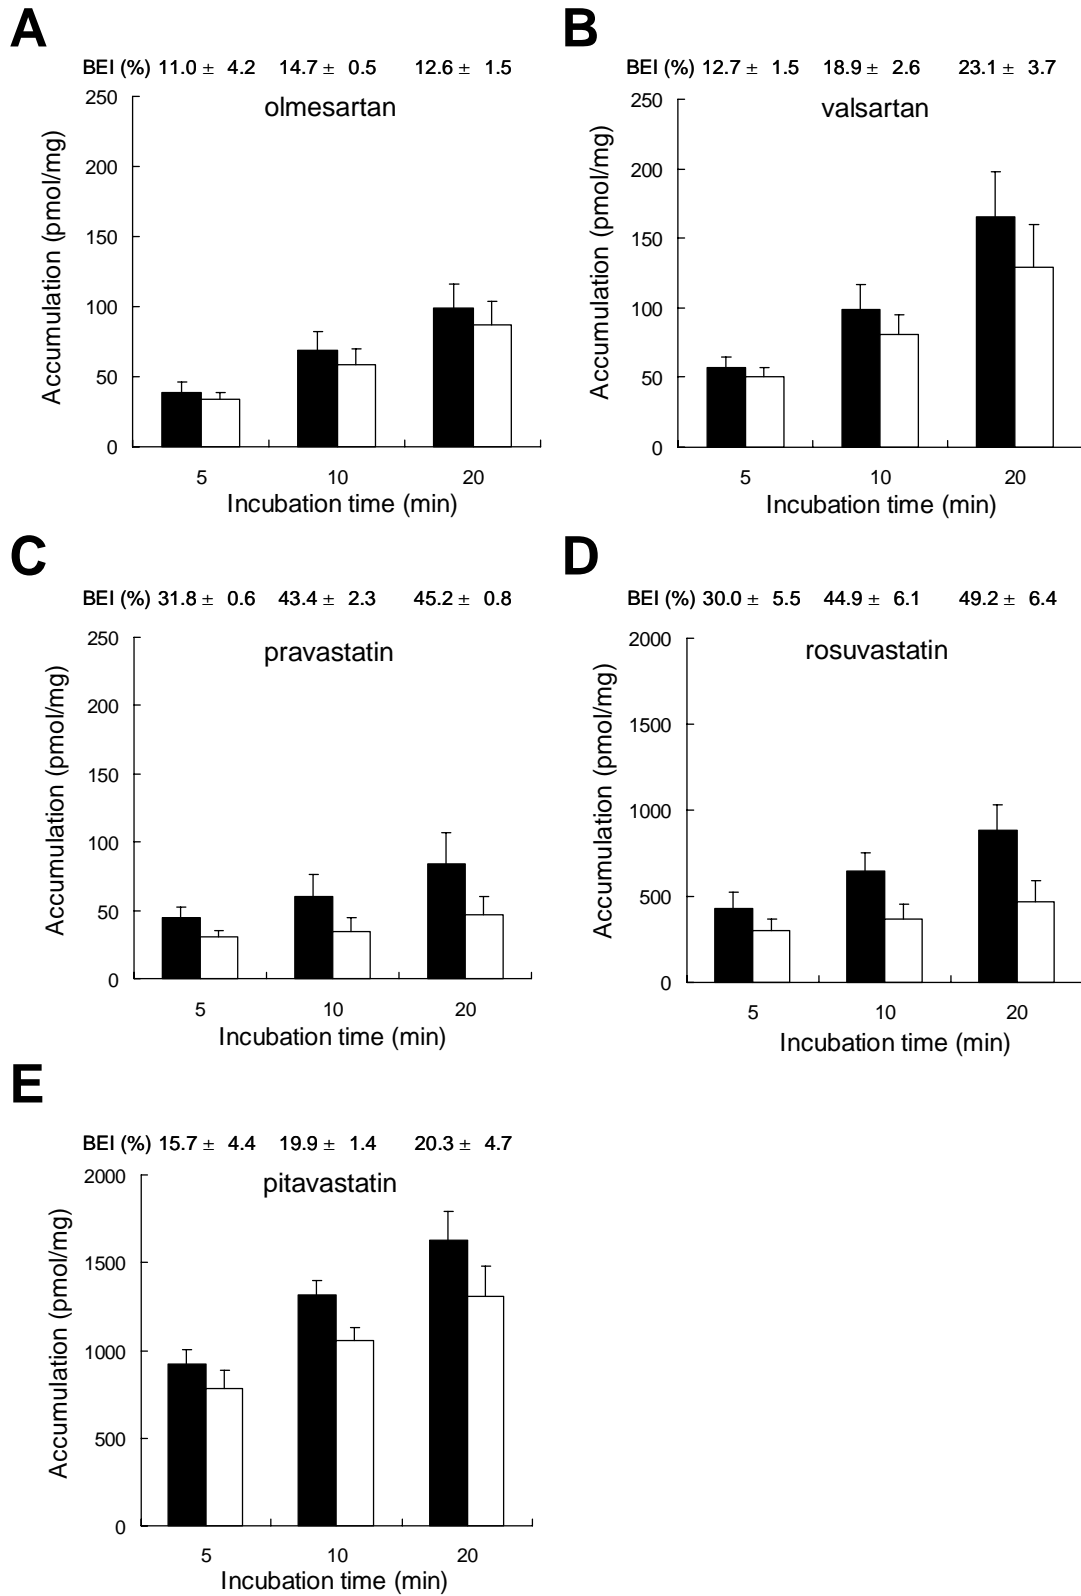 A
BEI (%) 11.0 ± 4.2 14.7 ± 0.5 12.6 ± 1.5
olmesartan
Accumulation (pmol/mg)
250
200
150
100
50
0
5 10 20
Incubation time (min)
B
BEI (%) 12.7 ± 1.5 18.9 ± 2.6 23.1 ± 3.7
valsartan
Accumulation (pmol/mg)
250
200
150
100
50
0
5 10 20
Incubation time (min)
C
BEI (%) 31.8 ± 0.6 43.4 ± 2.3 45.2 ± 0.8
pravastatin
Accumulation (pmol/mg)
250
200
150
100
50
0
5 10 20
Incubation time (min)
D
BEI (%) 30.0 ± 5.5 44.9 ± 6.1 49.2 ± 6.4
rosuvastatin
Accumulation (pmol/mg)
2000
1500
1000
500
0
5 10 20
Incubation time (min)
E
BEI (%) 15.7 ± 4.4 19.9 ± 1.4 20.3 ± 4.7
pitavastatin
Accumulation (pmol/mg)
2000
1500
1000
500
0
5 10 20
Incubation time (min)